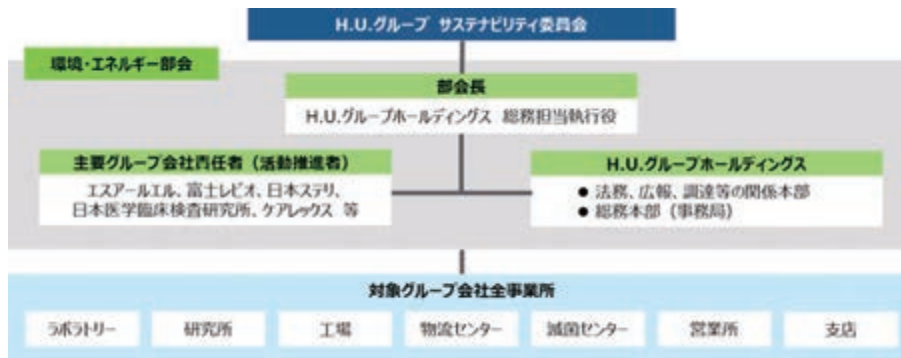 H.U.グループ サステナビリティ委員会
環境・エネルギー部会
部会長
H.U.グループホールディングス 総務担当執行役
主要グループ会社責任者（活動推進者）
エスアールエル、富士レビオ、日本ステリ、
日本医学臨床検査研究所、ケアレックス 等
H.U.グループホールディングス
● 法務、広報、調達等の関係本部
● 総務本部（事務局）
対象グループ会社全事業所
ラボラトリー
研究所
工場
物流センター
滅菌センター
営業所
支店